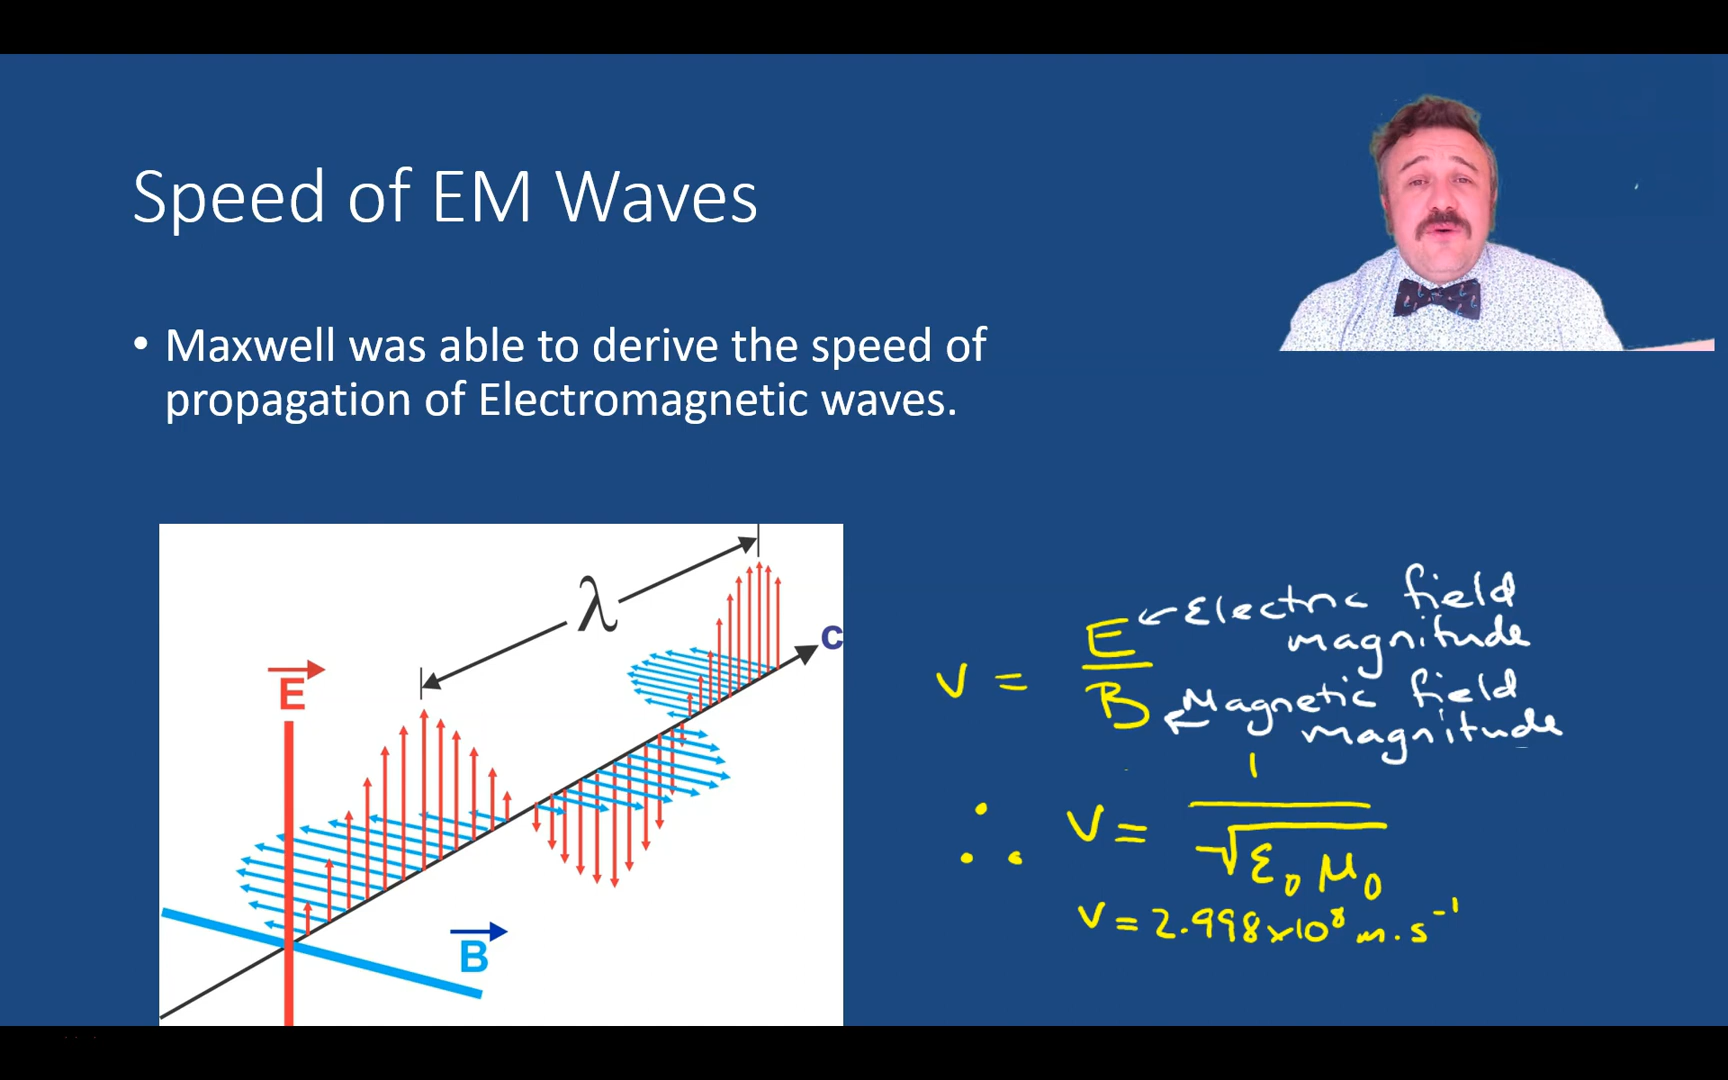 Speed of EM Waves
• Maxwell was able to derive the speed of
propagation of Electromagnetic waves.
λ
c
E
B
v = E/B
Electric field
magnitude
Magnetic field
magnitude
∴ v = 1/√ε₀μ₀
v = 2.998×10⁸ m·s⁻¹